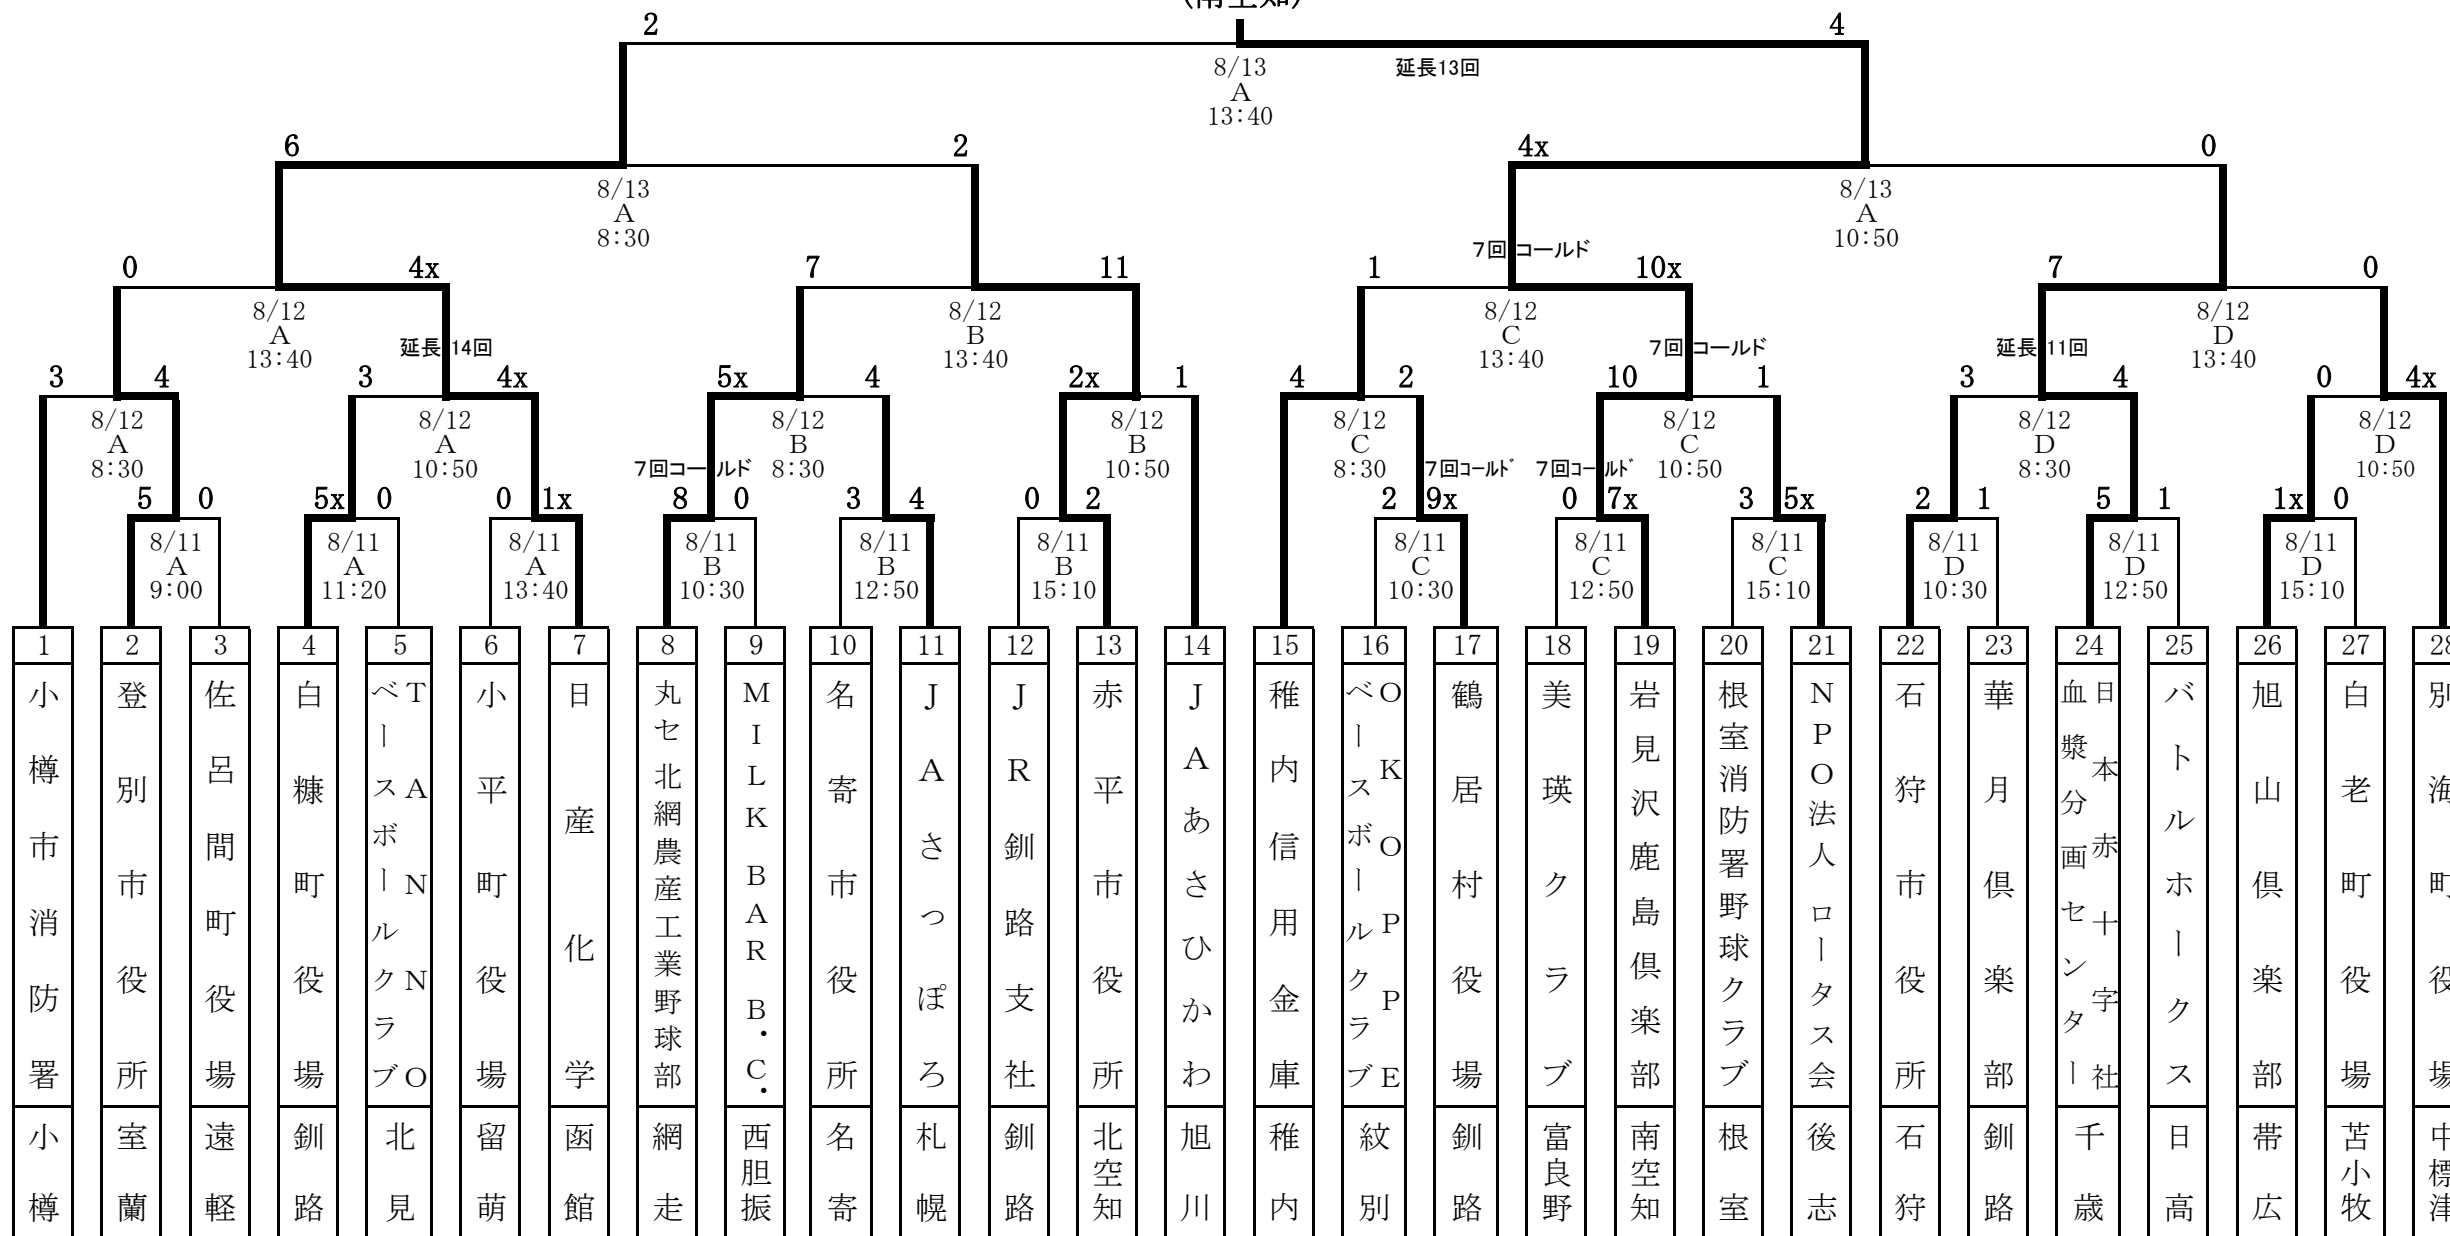 (南空知)
2 4
8/13 延長13回
A
13:40
6 2 4x 0
8/13 8/13
A A
8:30 10:50
7回コールド
0 4x 7 11 1 10x 7 0
8/12 8/12 8/12 8/12
A B C D
13:40 13:40 13:40 13:40
延長14回 7回コールド 延長11回
3 4 3 4x 5x 4 2x 1 4 2 10 1 3 4 0 4x
8/12 8/12 8/12 8/12 8/12 8/12 8/12 8/12
A A B B C C D D
8:30 10:50 8:30 10:50 8:30 10:50 8:30 10:50
7回コールド 7回コールド 7回コールド
5 0 5x 0 0 1x 8 0 3 4 0 2 2 9x 0 7x 3 5x 2 1 5 1 1x 0
8/11 8/11 8/11 8/11 8/11 8/11 8/11 8/11 8/11 8/11 8/11 8/11
A A A B B B C C C D D D
9:00 11:20 13:40 10:30 12:50 15:10 10:30 12:50 15:10 10:30 12:50 15:10
1 2 3 4 5 6 7 8 9 10 11 12 13 14 15 16 17 18 19 20 21 22 23 24 25 26 27 28
小樽市消防署
登別市役所
佐呂間町役場
白糠町役場
TANNO
ベースボールクラブ
小平町役場
日産化学
丸セ北網農産工業野球部
MILK BAR B.C.
名寄市役所
JAさっぽろ
JR釧路支社
赤平市役所
JAあさひかわ
稚内信用金庫
OKOPPE
ベースボールクラブ
鶴居村役場
美瑛クラブ
岩見沢鹿島倶楽部
根室消防署野球クラブ
NPO法人 ロータス会
石狩市役所
華月倶楽部
日本赤十字社
血漿分画センター
バトルホークス
旭山倶楽部
白老町役場
別海町役場
小樽
室蘭
遠軽
釧路
北見
留萌
函館
網走
西胆振
名寄
札幌
釧路
北空知
旭川
稚内
紋別
釧路
富良野
南空知
根室
後志
石狩
釧路
千歳
日高
帯広
苫小牧
中標津